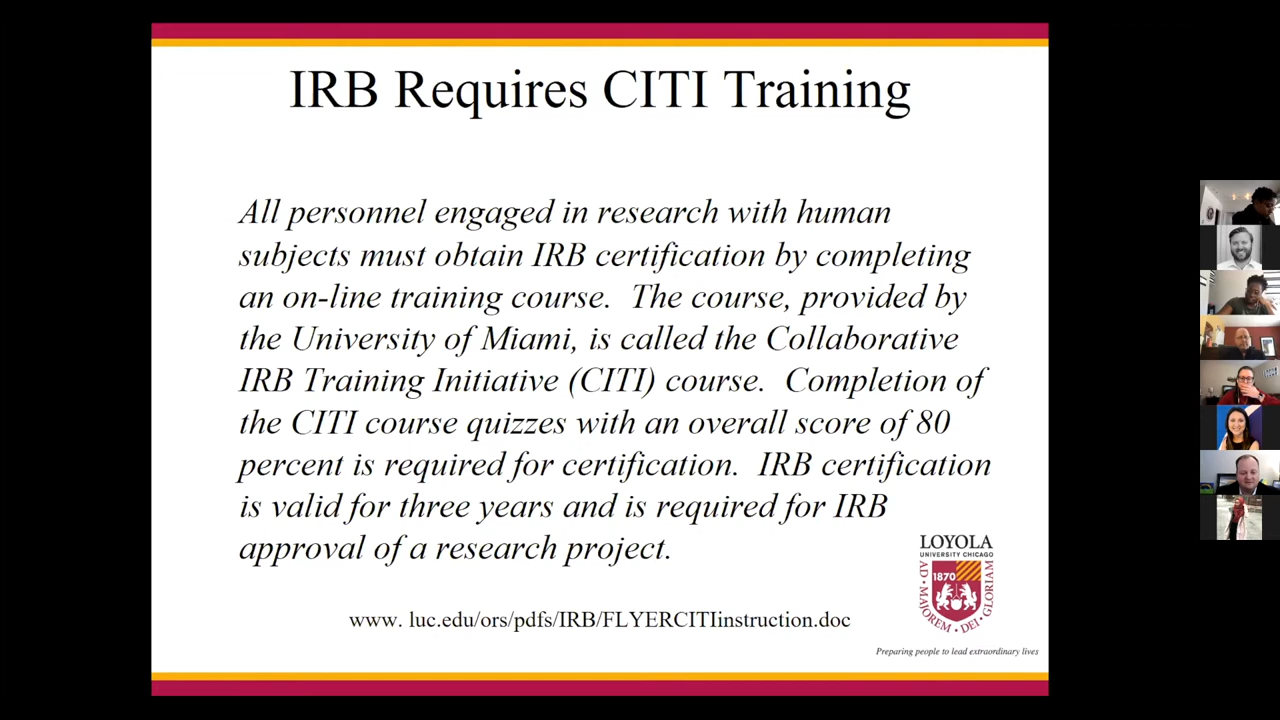 IRB Requires CITI Training
All personnel engaged in research with human
subjects must obtain IRB certification by completing
an on-line training course.  The course, provided by
the University of Miami, is called the Collaborative
IRB Training Initiative (CITI) course.  Completion of
the CITI course quizzes with an overall score of 80
percent is required for certification.  IRB certification
is valid for three years and is required for IRB
approval of a research project.
www. luc.edu/ors/pdfs/IRB/FLYERCITIinstruction.doc
LOYOLA
UNIVERSITY CHICAGO
1870
AD • MAJOREM • DEI • GLORIAM
Preparing people to lead extraordinary lives